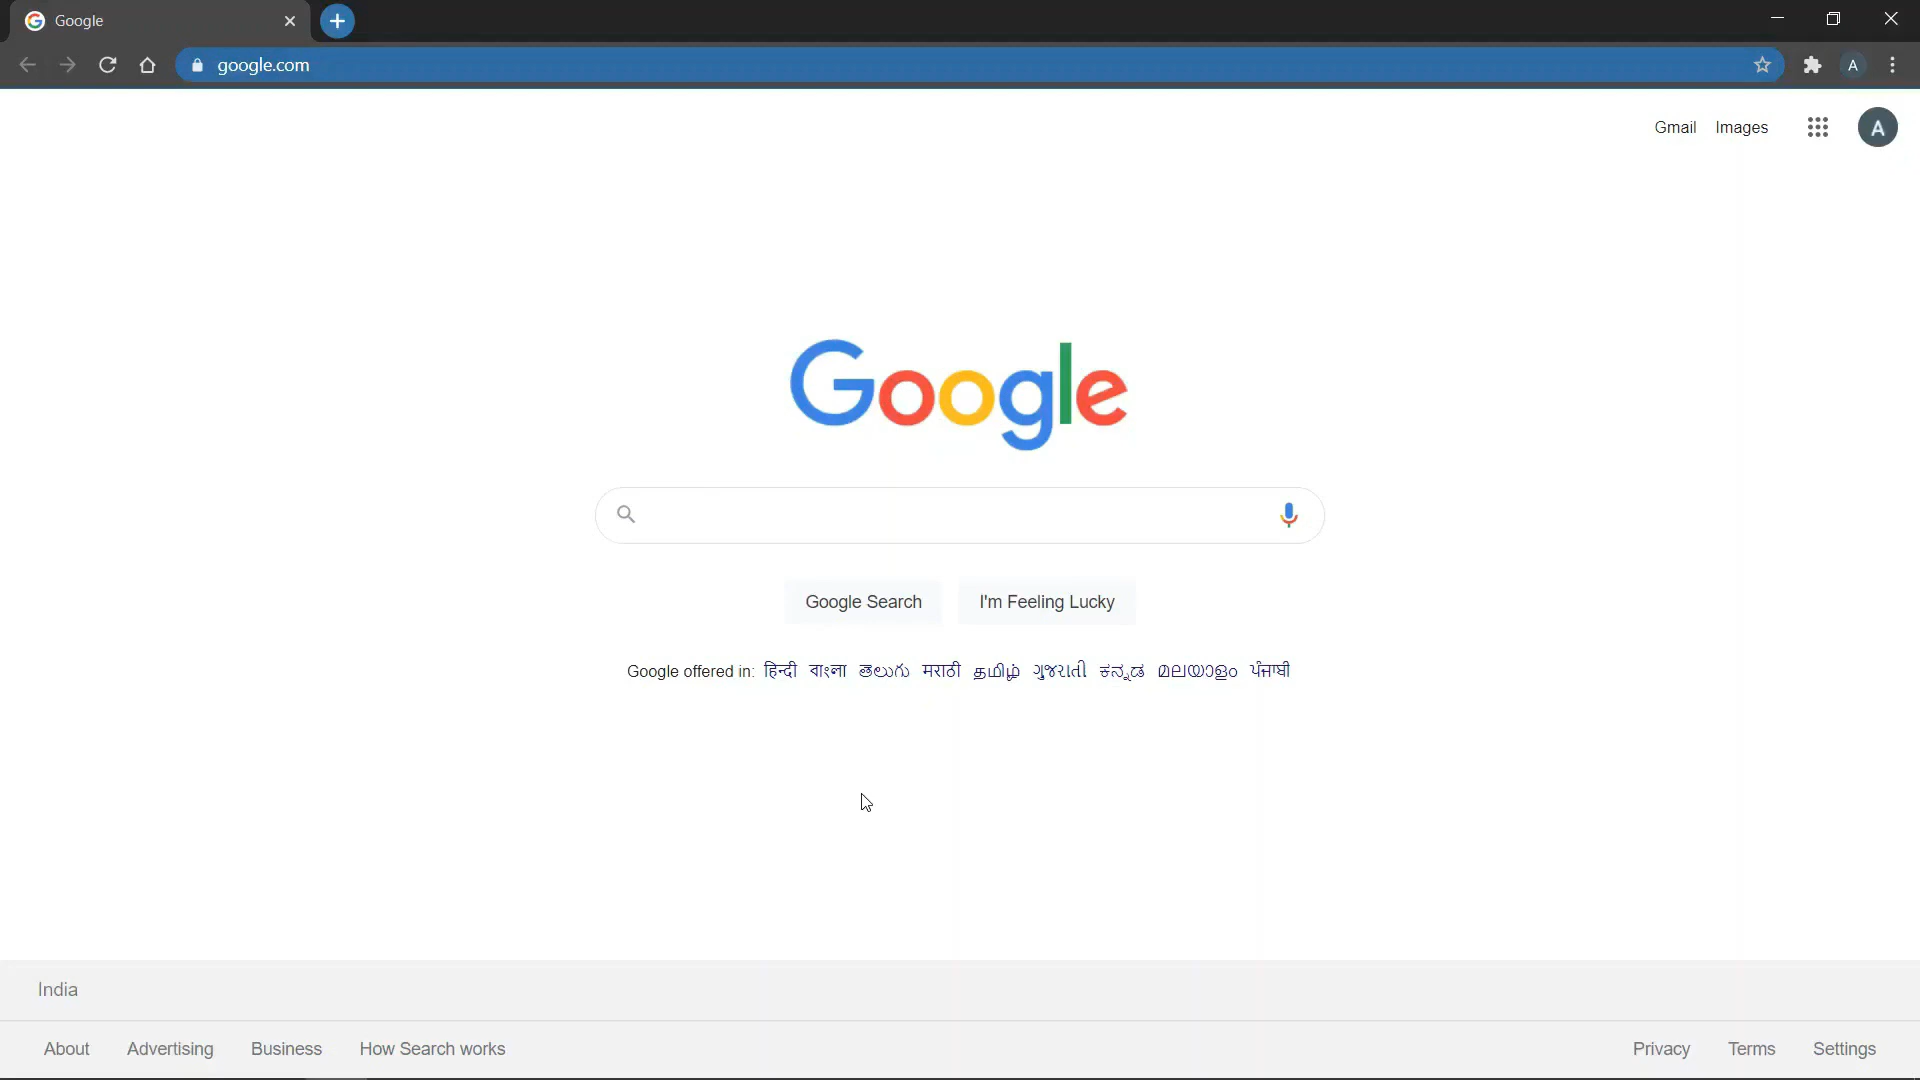 Google
google.com
A
Gmail Images
A
Google
Google Search I'm Feeling Lucky
Google offered in: हिन्दी বাংলা తెలుగు मराठी தமிழ் ગુજરાતી ಕನ್ನಡ മലയാളം ਪੰਜਾਬੀ
India
About Advertising Business How Search works Privacy Terms Settings